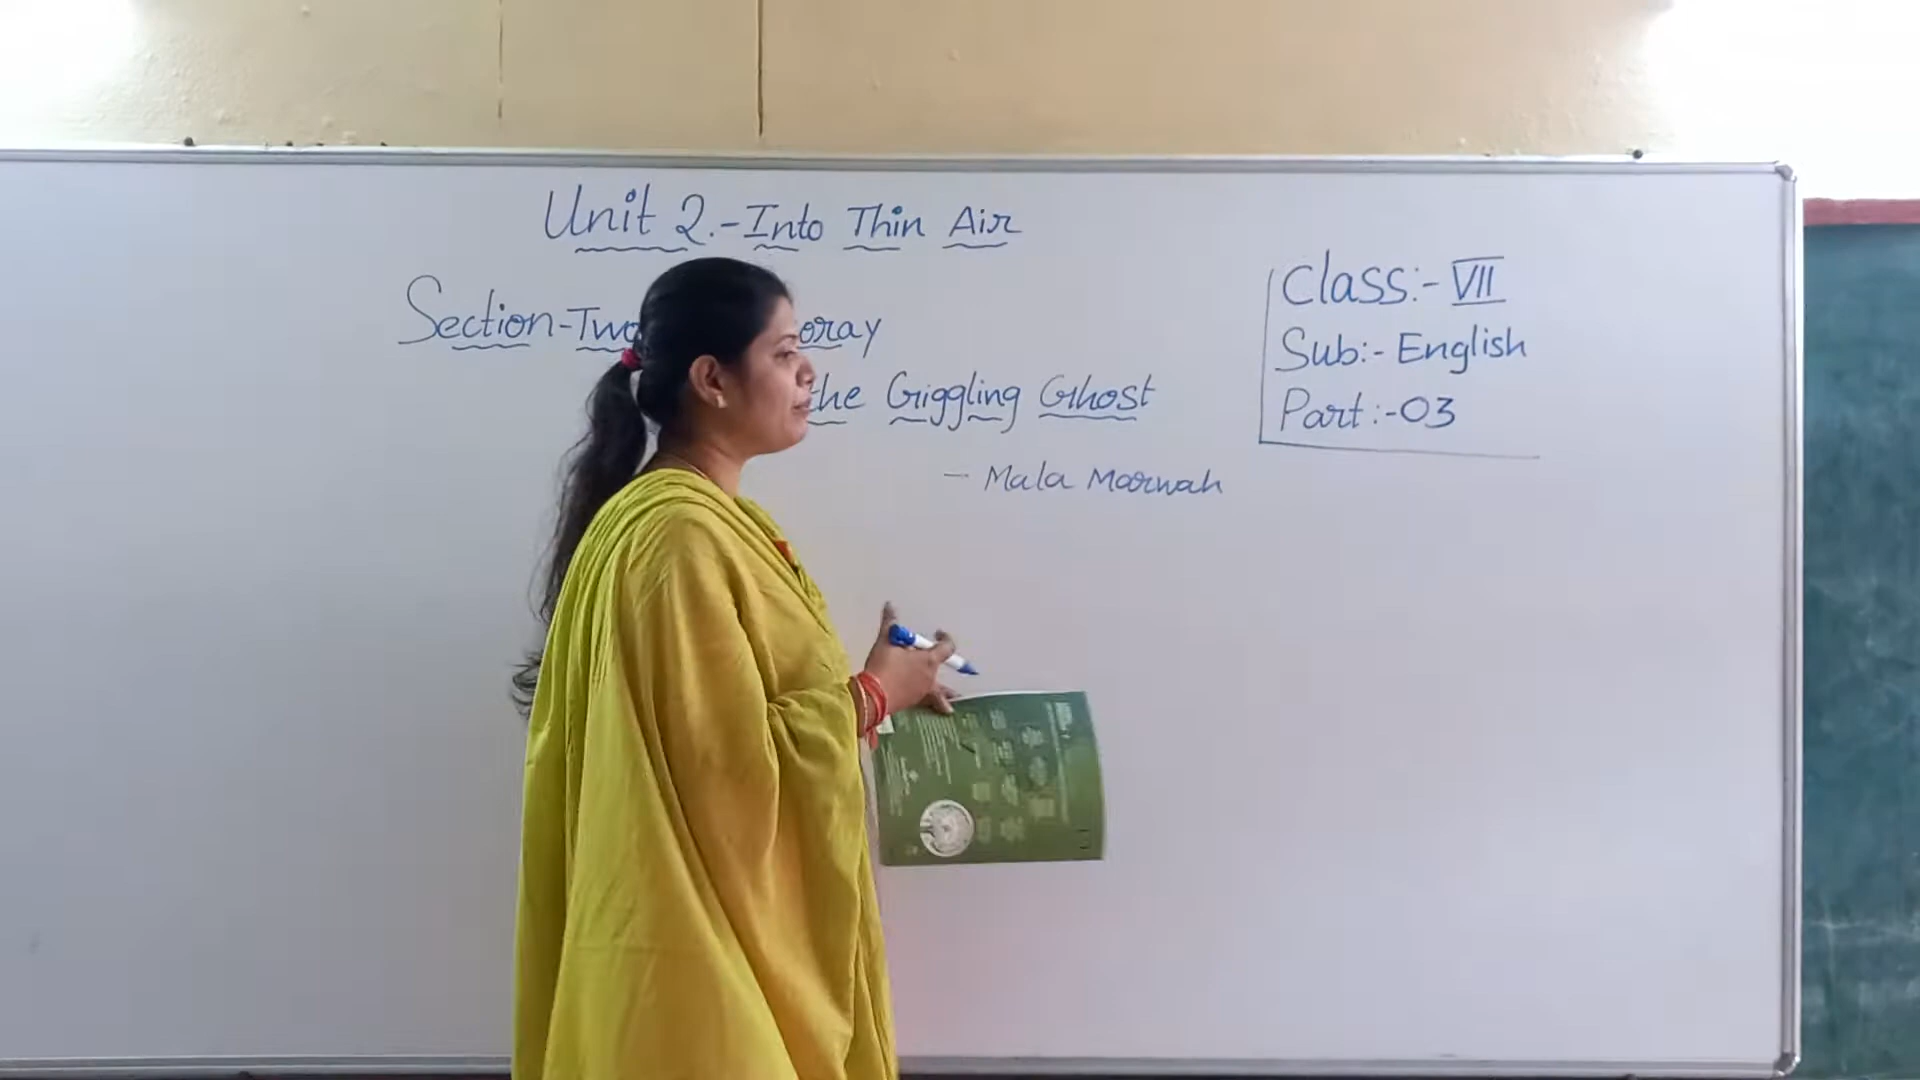 Unit 2.-Into Thin Air
Section-Two
the Giggling Ghost
- Mala Marwah
Class:- VII
Sub:- English
Part:-03